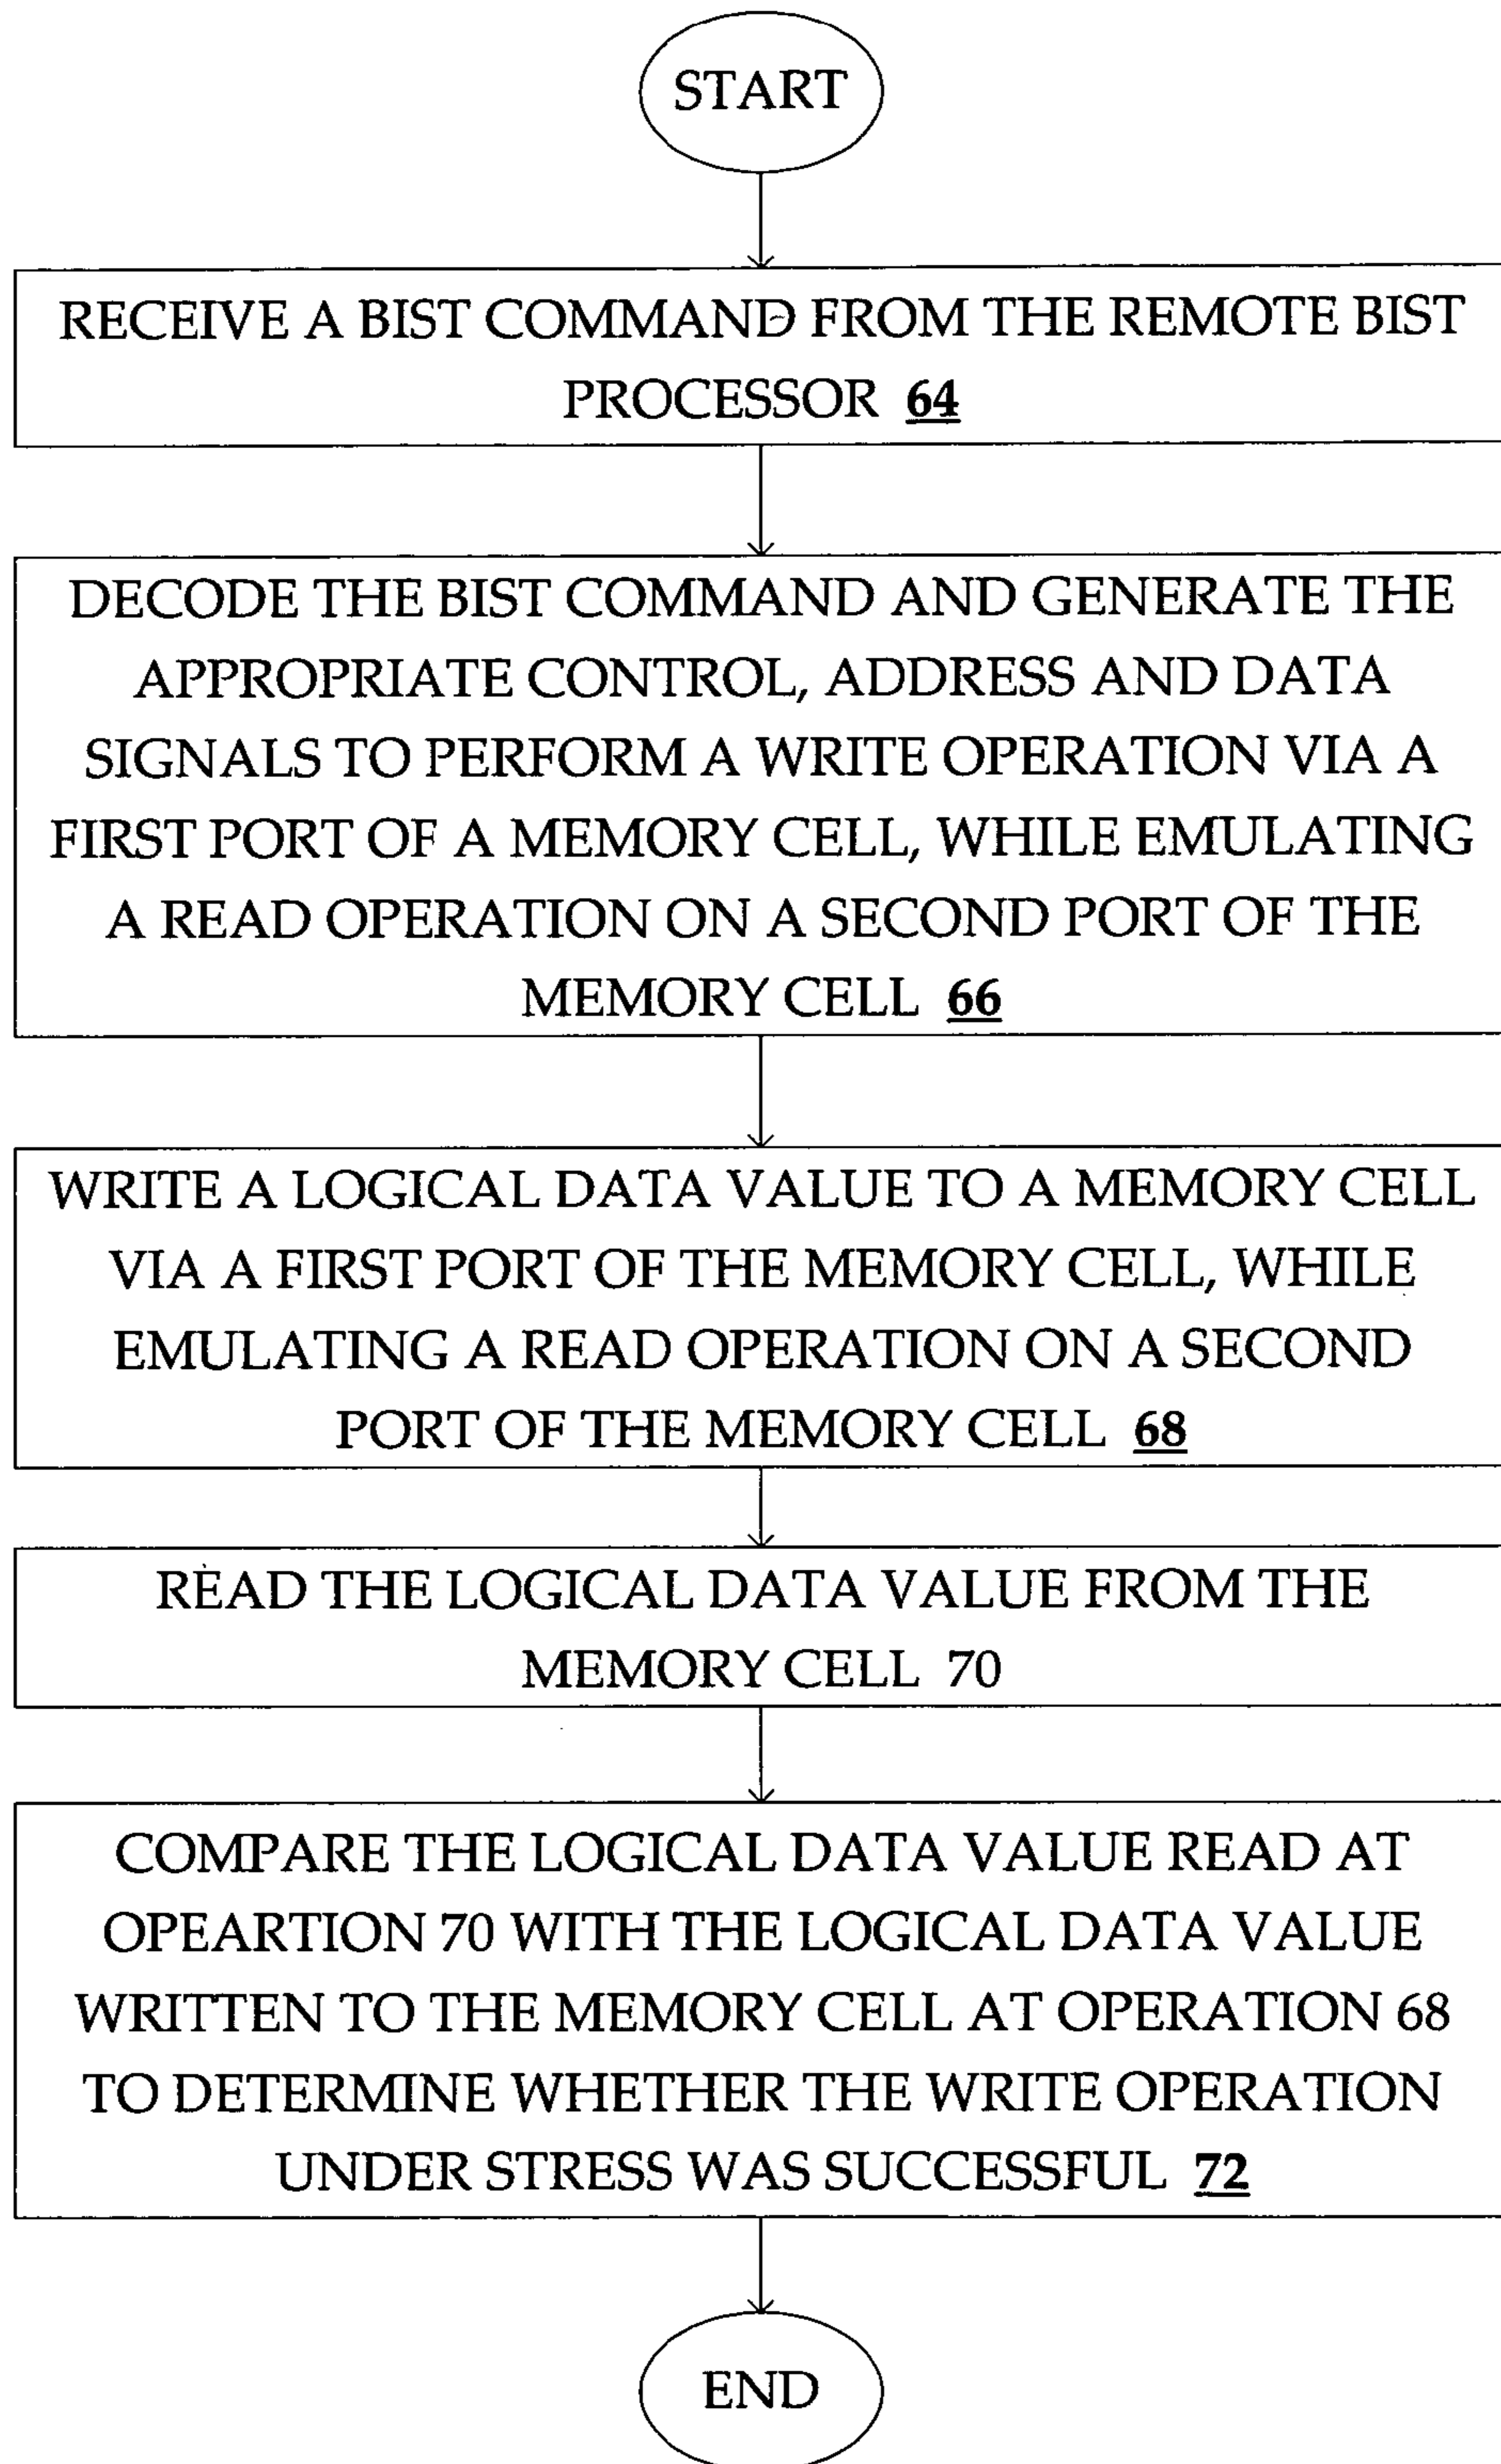 START
RECEIVE A BIST COMMAND FROM THE REMOTE BIST
PROCESSOR 64
DECODE THE BIST COMMAND AND GENERATE THE
APPROPRIATE CONTROL, ADDRESS AND DATA
SIGNALS TO PERFORM A WRITE OPERATION VIA A
FIRST PORT OF A MEMORY CELL, WHILE EMULATING
A READ OPERATION ON A SECOND PORT OF THE
MEMORY CELL 66
WRITE A LOGICAL DATA VALUE TO A MEMORY CELL
VIA A FIRST PORT OF THE MEMORY CELL, WHILE
EMULATING A READ OPERATION ON A SECOND
PORT OF THE MEMORY CELL 68
READ THE LOGICAL DATA VALUE FROM THE
MEMORY CELL 70
COMPARE THE LOGICAL DATA VALUE READ AT
OPEARTION 70 WITH THE LOGICAL DATA VALUE
WRITTEN TO THE MEMORY CELL AT OPERATION 68
TO DETERMINE WHETHER THE WRITE OPERATION
UNDER STRESS WAS SUCCESSFUL 72
END